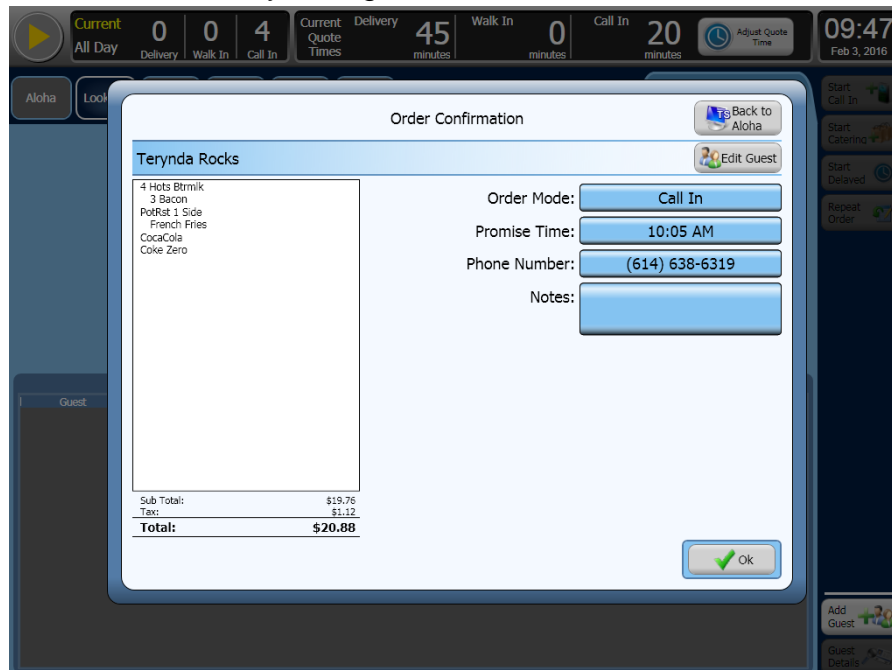 Current
All Day
0
Delivery
0
Walk In
4
Call In
Current
Quote
Times
Delivery
45
minutes
Walk In
0
minutes
Call In
20
minutes
Adjust Quote
Time
09:47
Feb 3, 2016
Aloha
Look
Start
Call In
Start
Catering
Start
Delayed
Repeat
Order
Order Confirmation
TS
Back to
Aloha
Terynda Rocks
Edit Guest
4 Hots Btrmlk
3 Bacon
PotRst 1 Side
French Fries
CocaCola
Coke Zero
Order Mode: Call In
Promise Time: 10:05 AM
Phone Number: (614) 638-6319
Notes:
Guest
Sub Total: $19.76
Tax: $1.12
Total: $20.88
Ok
Add
Guest
Guest
Details